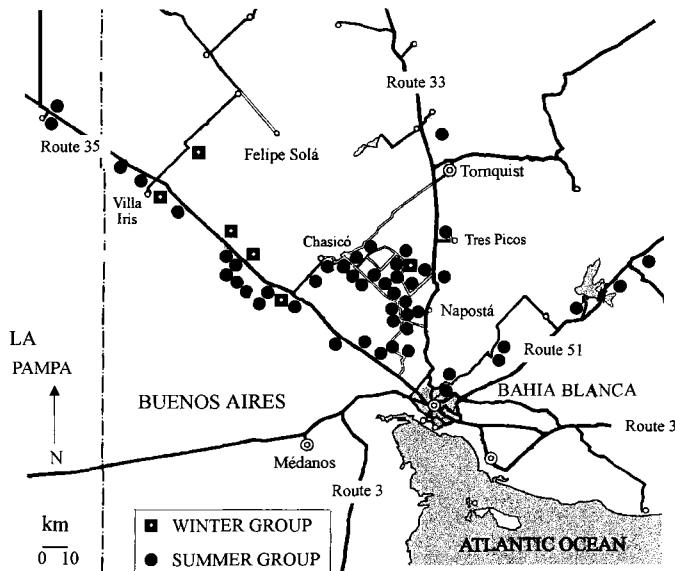 Route 33
Route 35
Felipe Solá
Tornquist
Villa
Iris
Chasicó
Tres Picos
Napostá
LA
PAMPA
Route 51
BUENOS AIRES
BAHIA BLANCA
Route 3
N
Médanos
Route 3
km
0 10
WINTER GROUP
SUMMER GROUP
ATLANTIC OCEAN